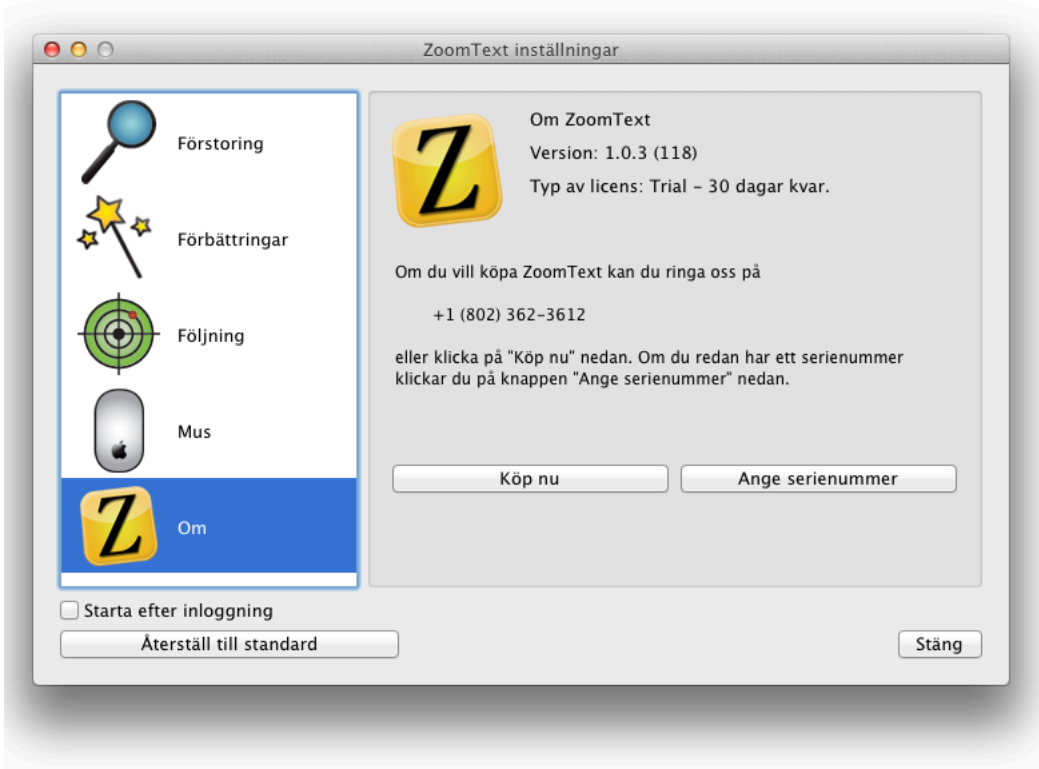 ZoomText inställningar
Förstoring
Förbättringar
Följning
Mus
Z
Om
Z
Om ZoomText
Version: 1.0.3 (118)
Typ av licens: Trial – 30 dagar kvar.
Om du vill köpa ZoomText kan du ringa oss på
+1 (802) 362-3612
eller klicka på "Köp nu" nedan. Om du redan har ett serienummer
klickar du på knappen "Ange serienummer" nedan.
Köp nu
Ange serienummer
Starta efter inloggning
Återställ till standard
Stäng